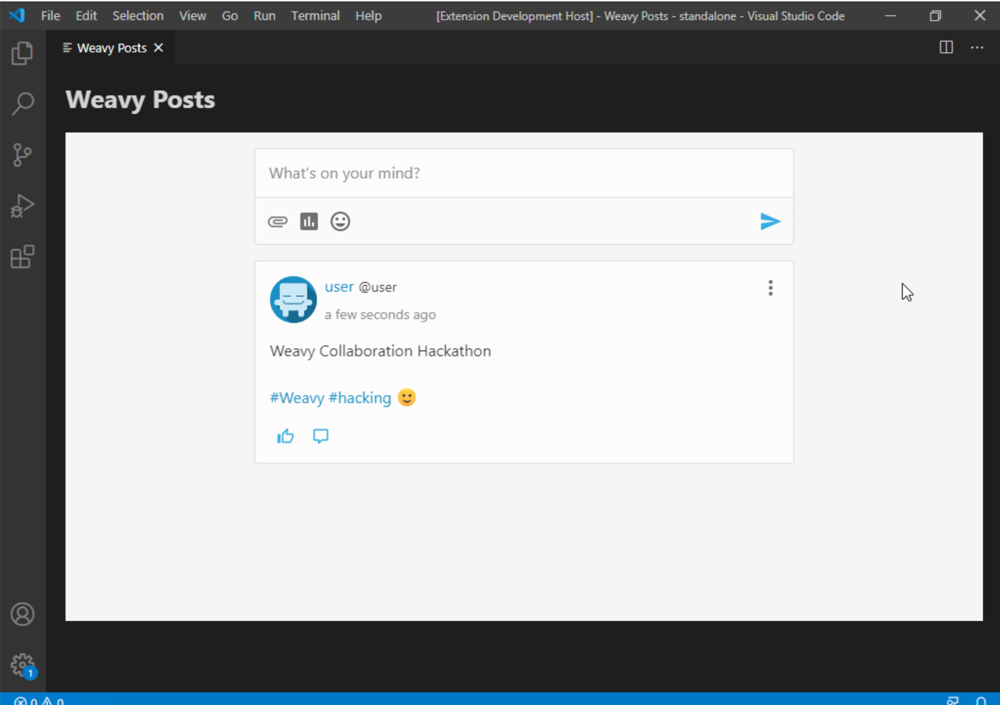 File Edit Selection View Go Run Terminal Help [Extension Development Host] - Weavy Posts - standalone - Visual Studio Code
Weavy Posts
Weavy Posts
What's on your mind?
user @user
a few seconds ago
Weavy Collaboration Hackathon
#Weavy #hacking
1
0 0